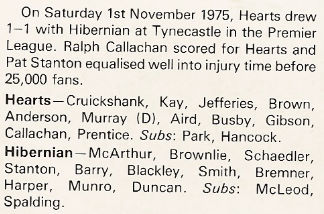 On Saturday 1st November 1975, Hearts drew
1–1 with Hibernian at Tynecastle in the Premier
League. Ralph Callachan scored for Hearts and
Pat Stanton equalised well into injury time before
25,000 fans.
Hearts—Cruickshank, Kay, Jefferies, Brown,
Anderson, Murray (D), Aird, Busby, Gibson,
Callachan, Prentice. Subs: Park, Hancock.
Hibernian—McArthur, Brownlie, Schaedler,
Stanton, Barry, Blackley, Smith, Bremner,
Harper, Munro, Duncan. Subs: McLeod,
Spalding.